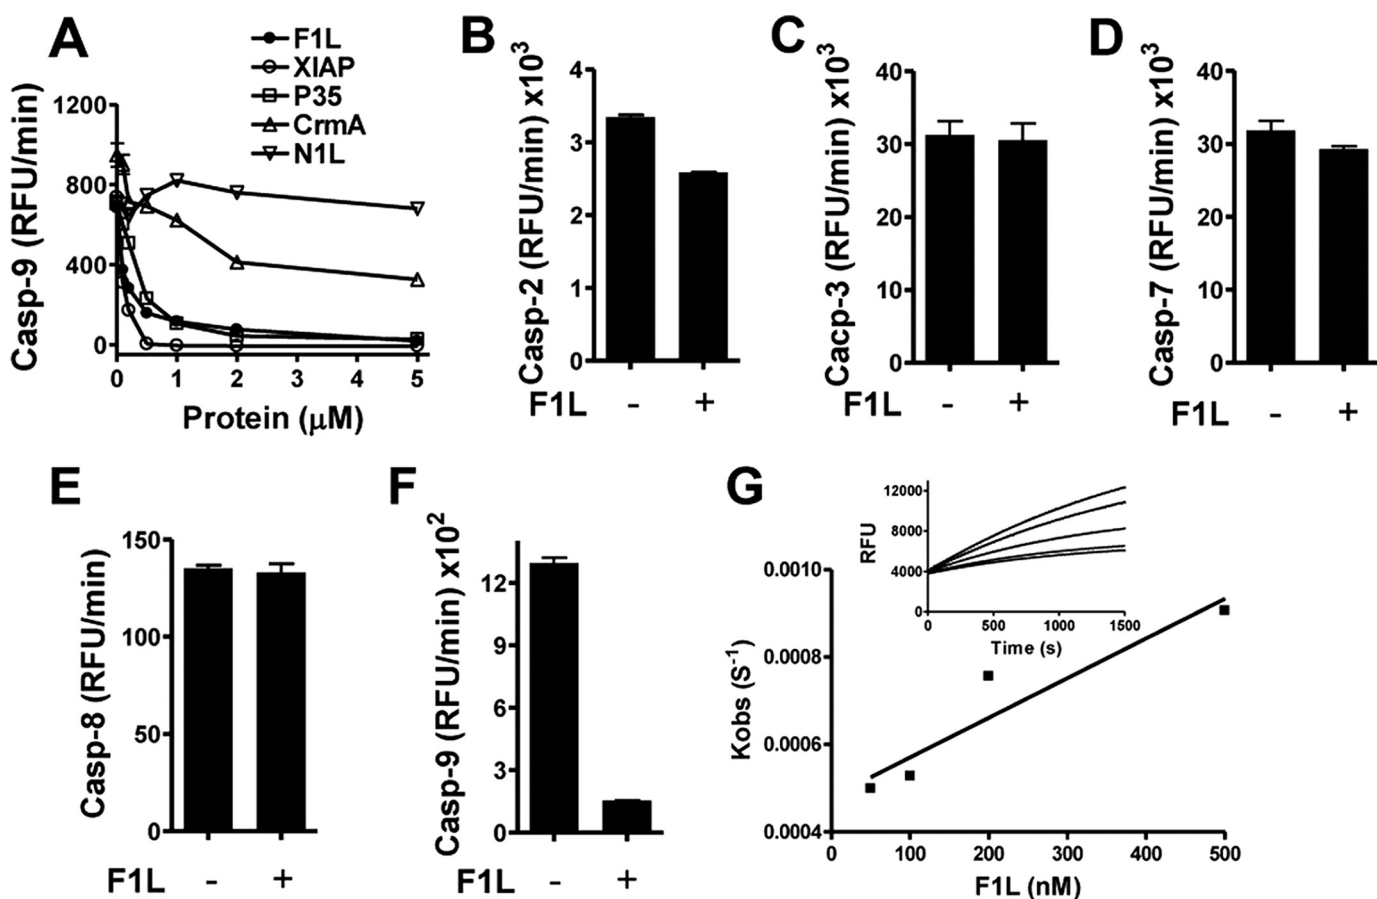 A
F1L
XIAP
P35
CrmA
N1L
Casp-9 (RFU/min)
1200
800
400
0
0 1 2 3 4 5
Protein (μM)
B
Casp-2 (RFU/min) x10³
4
3
2
1
0
F1L - +
C
Cacp-3 (RFU/min) x10³
40
30
20
10
0
F1L - +
D
Casp-7 (RFU/min) x10³
40
30
20
10
0
F1L - +
E
Casp-8 (RFU/min)
150
100
50
0
F1L - +
F
Casp-9 (RFU/min) x10²
12
9
6
3
0
F1L - +
G
Kobs (S⁻¹)
0.0010
0.0008
0.0006
0.0004
0 100 200 300 400 500
F1L (nM)
RFU
12000
8000
4000
0
0 500 1000 1500
Time (s)